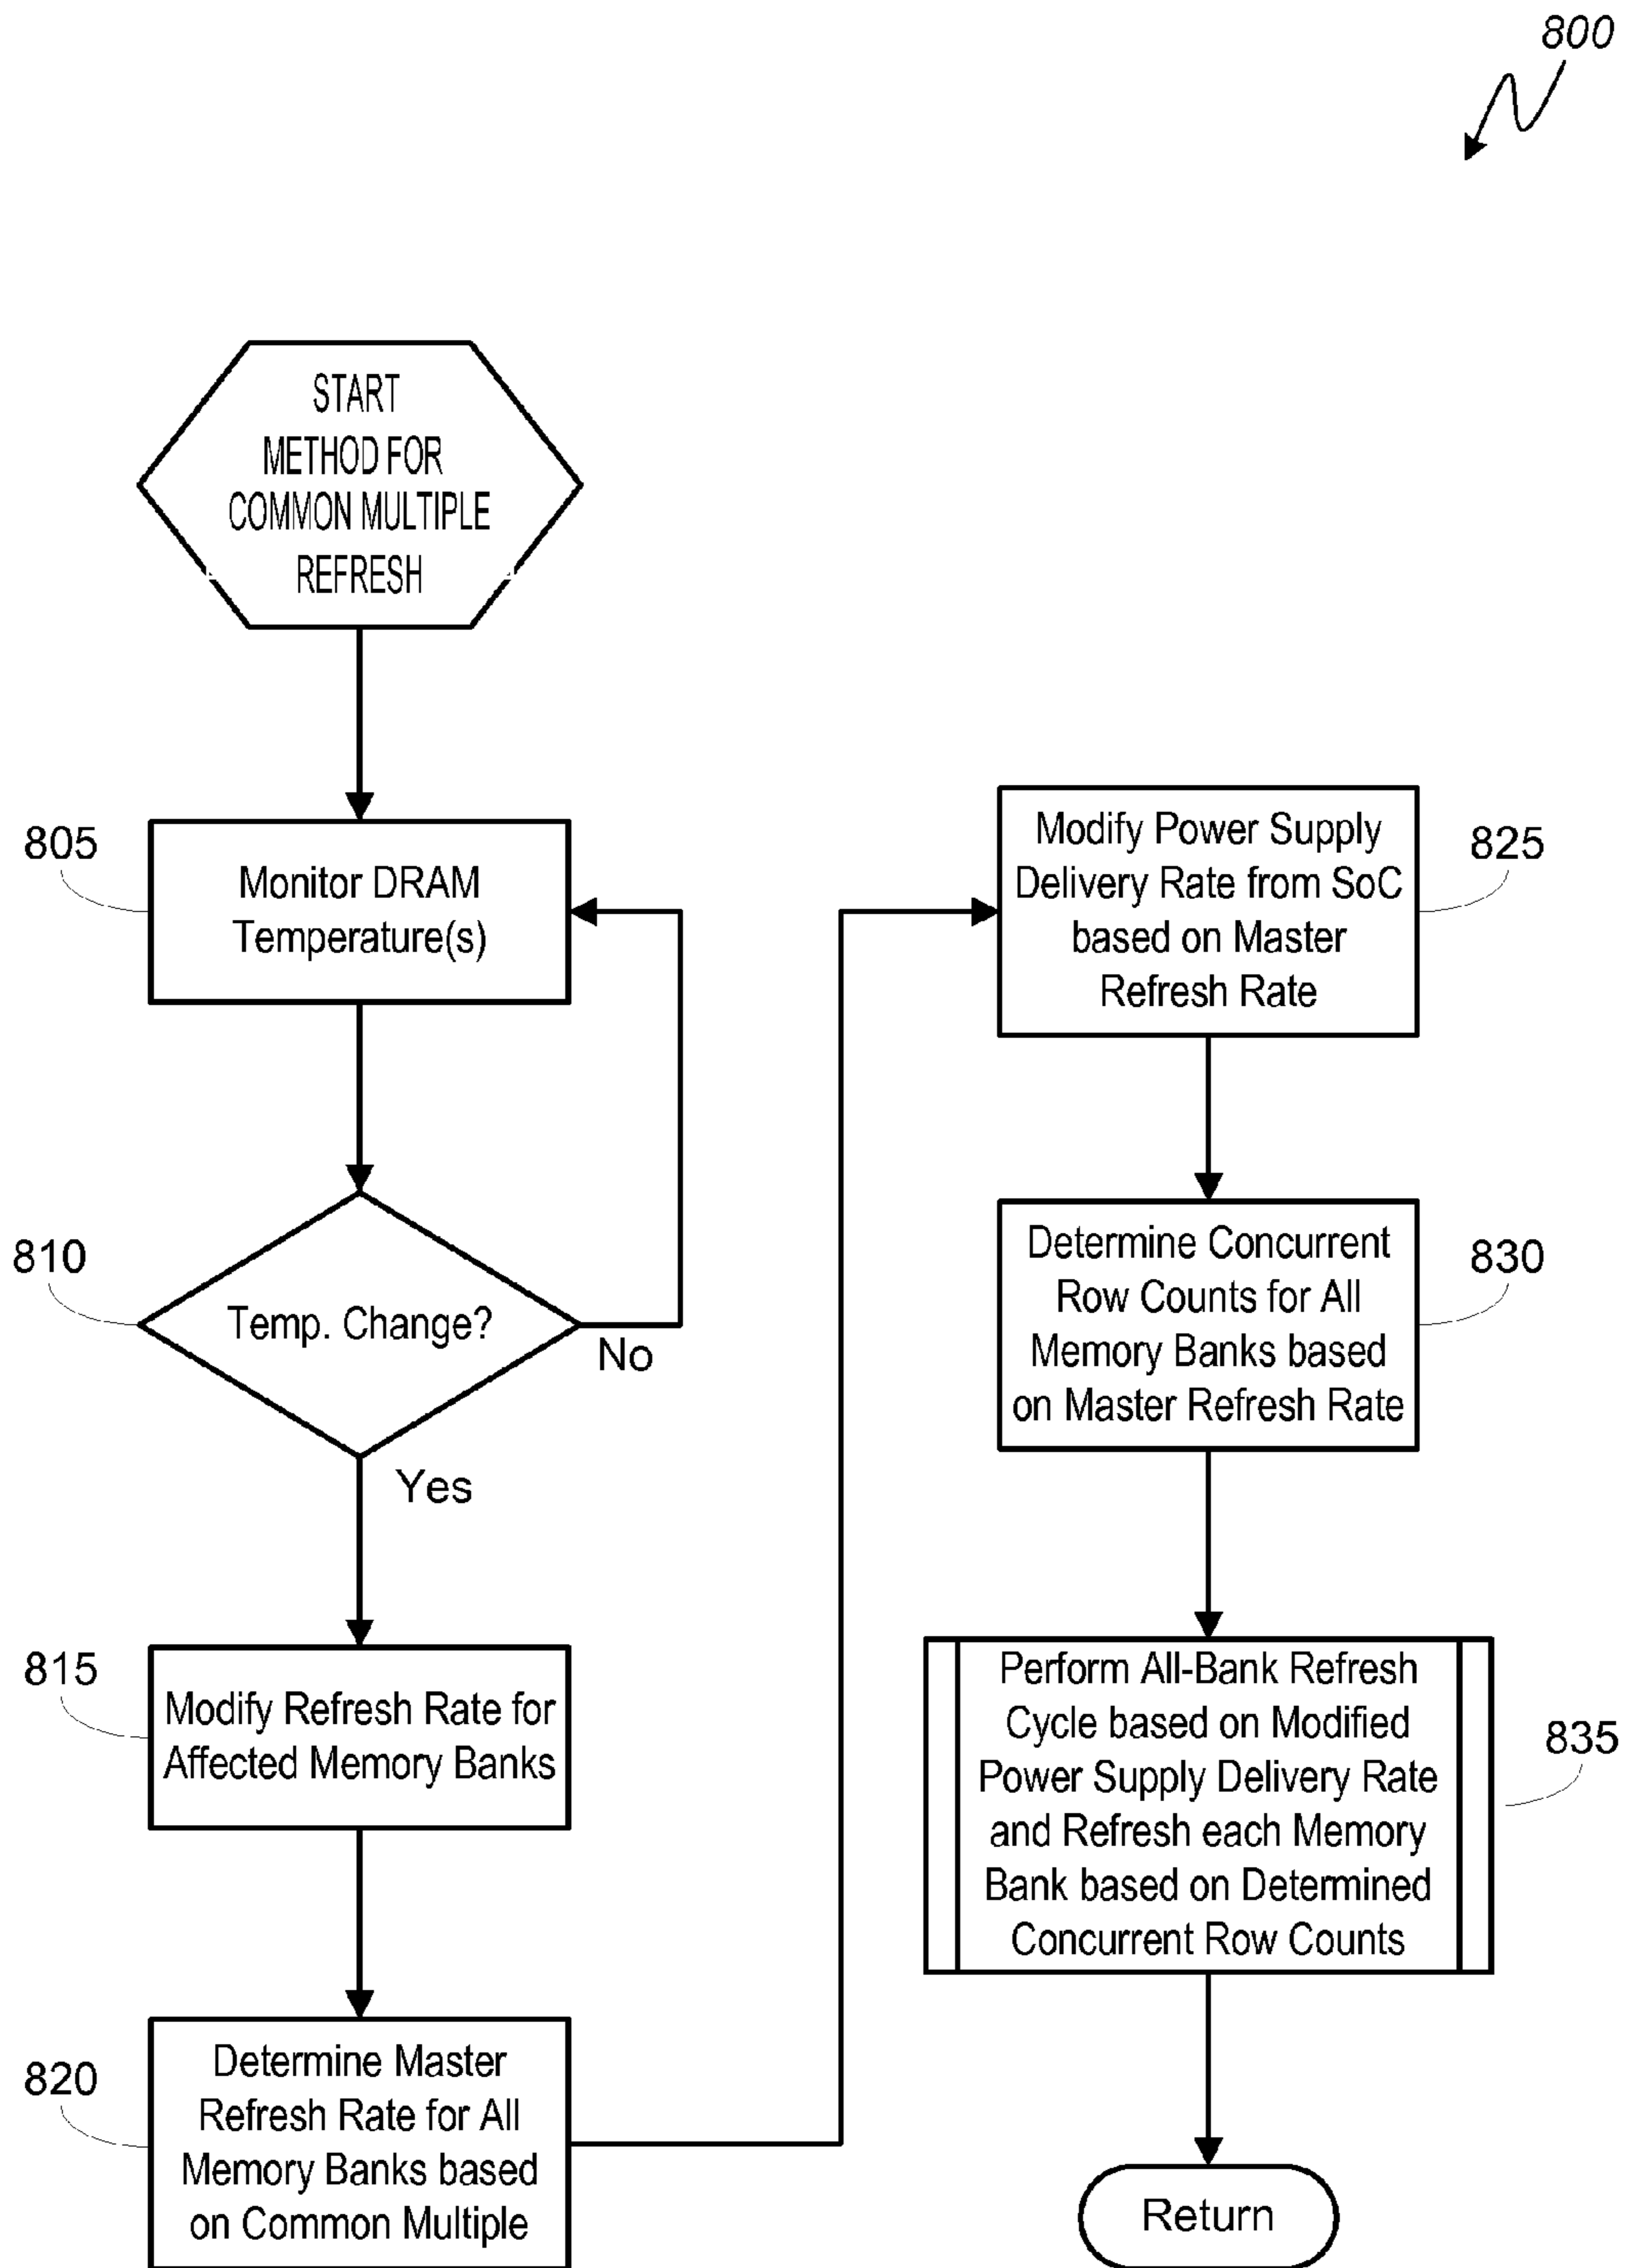 800
START
METHOD FOR
COMMON MULTIPLE
REFRESH
805
Monitor DRAM
Temperature(s)
810
Temp. Change?
No
Yes
815
Modify Refresh Rate for
Affected Memory Banks
820
Determine Master
Refresh Rate for All
Memory Banks based
on Common Multiple
825
Modify Power Supply
Delivery Rate from SoC
based on Master
Refresh Rate
830
Determine Concurrent
Row Counts for All
Memory Banks based
on Master Refresh Rate
835
Perform All-Bank Refresh
Cycle based on Modified
Power Supply Delivery Rate
and Refresh each Memory
Bank based on Determined
Concurrent Row Counts
Return